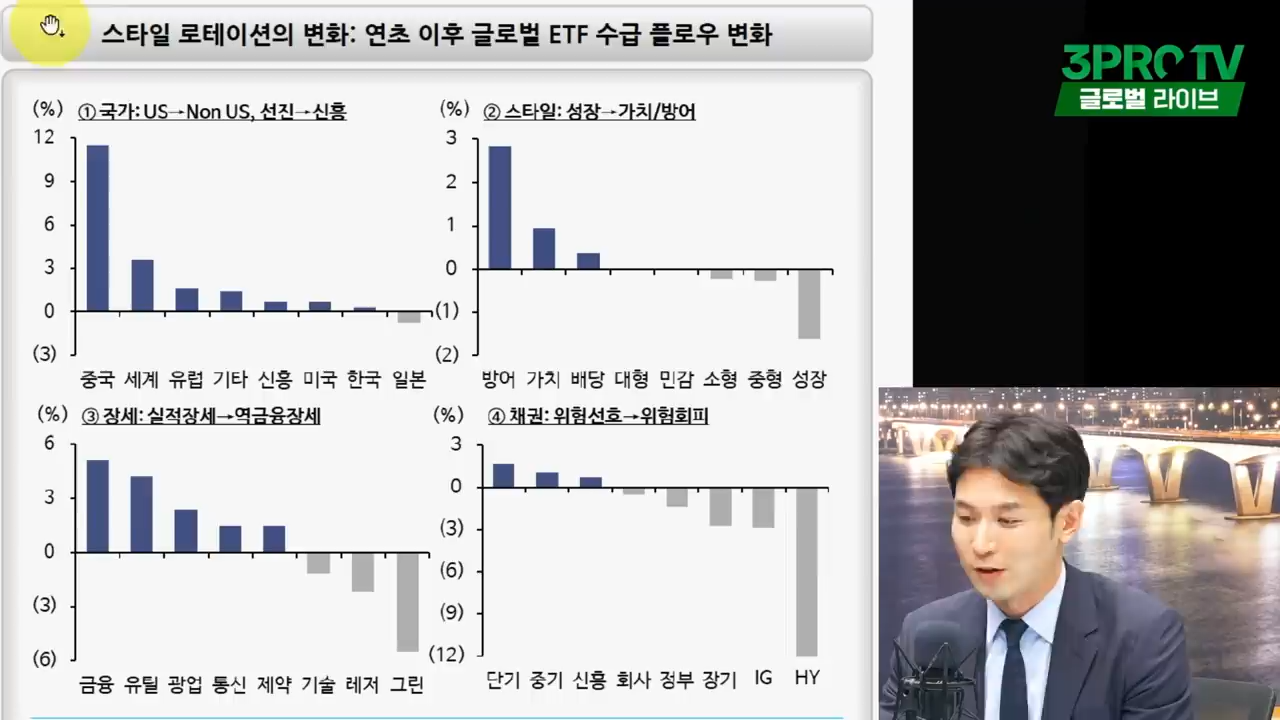 스타일 로테이션의 변화: 연초 이후 글로벌 ETF 수급 플로우 변화
3PRO TV
글로벌 라이브
(%) ① 국가: US→Non US, 선진→신흥
12
9
6
3
0
(3)
중국 세계 유럽 기타 신흥 미국 한국 일본
(%) ② 스타일: 성장→가치/방어
3
2
1
0
(1)
(2)
방어 가치 배당 대형 민감 소형 중형 성장
(%) ③ 장세: 실적장세→역금융장세
6
3
0
(3)
(6)
금융 유틸 광업 통신 제약 기술 레저 그린
(%) ④ 채권: 위험선호→위험회피
3
0
(3)
(6)
(9)
(12)
단기 중기 신흥 회사 정부 장기 IG HY